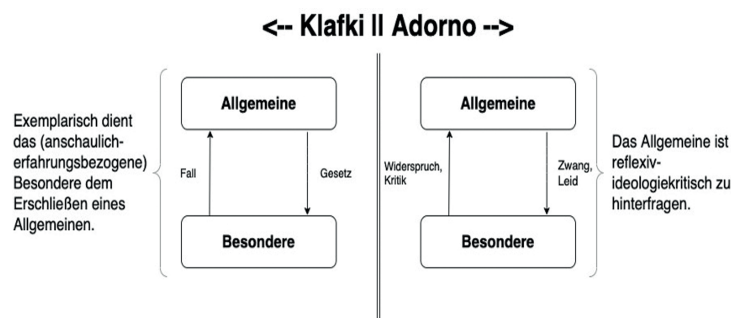 <-- Klafki || Adorno -->
Exemplarisch dient
das (anschaulich-
erfahrungsbezogene)
Besondere dem
Erschließen eines
Allgemeinen.
Allgemeine
Fall
Gesetz
Besondere
Allgemeine
Widerspruch,
Kritik
Zwang,
Leid
Besondere
Das Allgemeine ist
reflexiv-
ideologiekritisch zu
hinterfragen.